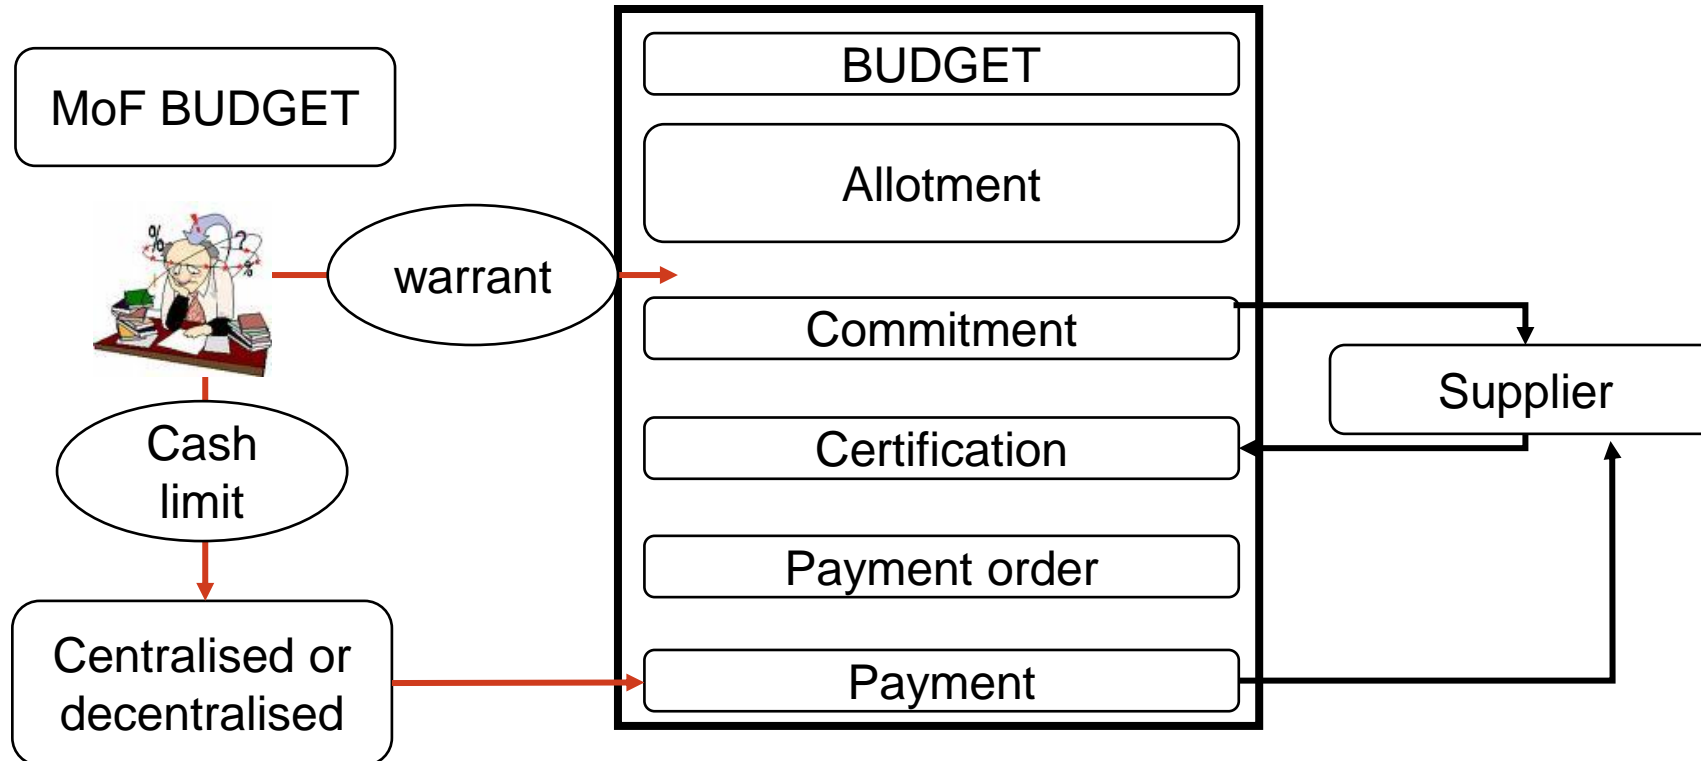 MoF BUDGET
% ? %
warrant
Cash
limit
Centralised or
decentralised
BUDGET
Allotment
Commitment
Certification
Payment order
Payment
Supplier